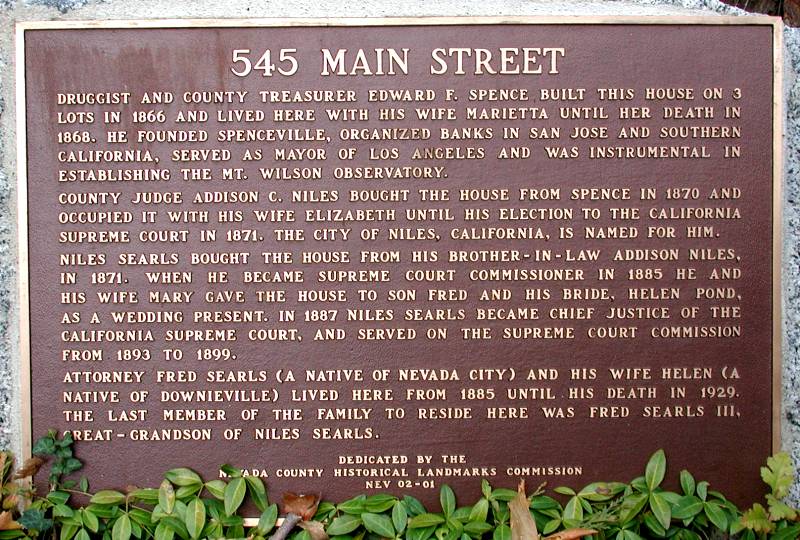 545 MAIN STREET
DRUGGIST AND COUNTY TREASURER EDWARD F. SPENCE BUILT THIS HOUSE ON 3
LOTS IN 1866 AND LIVED HERE WITH HIS WIFE MARIETTA UNTIL HER DEATH IN
1868. HE FOUNDED SPENCEVILLE, ORGANIZED BANKS IN SAN JOSE AND SOUTHERN
CALIFORNIA, SERVED AS MAYOR OF LOS ANGELES AND WAS INSTRUMENTAL IN
ESTABLISHING THE MT. WILSON OBSERVATORY.
COUNTY JUDGE ADDISON C. NILES BOUGHT THE HOUSE FROM SPENCE IN 1870 AND
OCCUPIED IT WITH HIS WIFE ELIZABETH UNTIL HIS ELECTION TO THE CALIFORNIA
SUPREME COURT IN 1871. THE CITY OF NILES, CALIFORNIA, IS NAMED FOR HIM.
NILES SEARLS BOUGHT THE HOUSE FROM HIS BROTHER-IN-LAW ADDISON NILES,
IN 1871. WHEN HE BECAME SUPREME COURT COMMISSIONER IN 1885 HE AND
HIS WIFE MARY GAVE THE HOUSE TO SON FRED AND HIS BRIDE, HELEN POND,
AS A WEDDING PRESENT. IN 1887 NILES SEARLS BECAME CHIEF JUSTICE OF THE
CALIFORNIA SUPREME COURT, AND SERVED ON THE SUPREME COURT COMMISSION
FROM 1893 TO 1899.
ATTORNEY FRED SEARLS (A NATIVE OF NEVADA CITY) AND HIS WIFE HELEN (A
NATIVE OF DOWNIEVILLE) LIVED HERE FROM 1885 UNTIL HIS DEATH IN 1929.
THE LAST MEMBER OF THE FAMILY TO RESIDE HERE WAS FRED SEARLS III,
GREAT-GRANDSON OF NILES SEARLS.
DEDICATED BY THE
NEVADA COUNTY HISTORICAL LANDMARKS COMMISSION
NEV 02-01